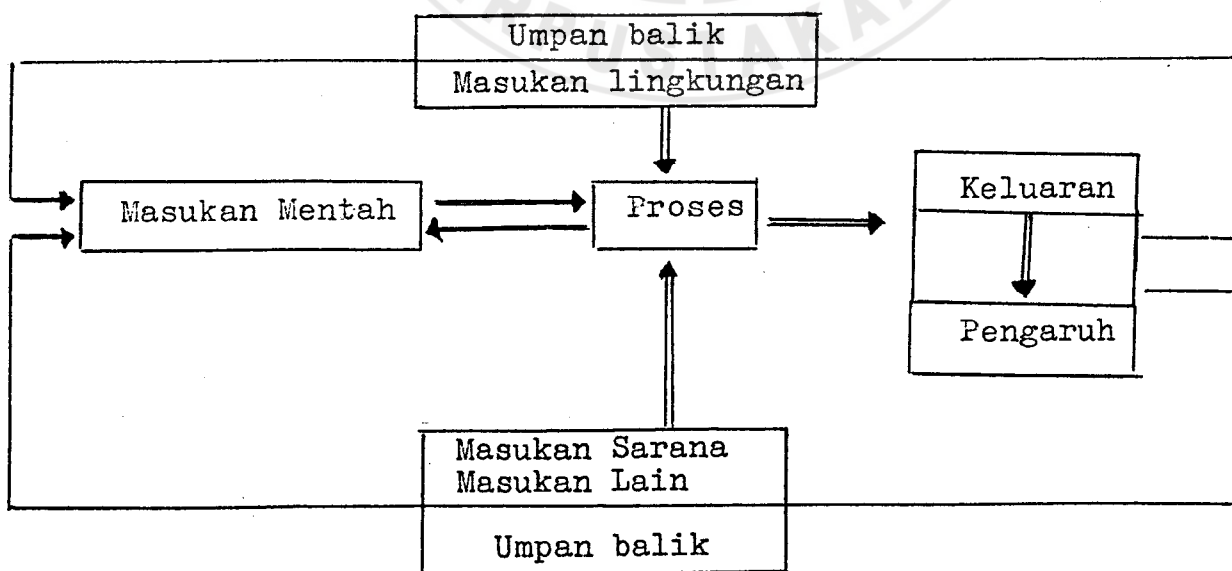 Umpan balik
Masukan lingkungan
Masukan Mentah
Proses
Keluaran
Pengaruh
Masukan Sarana
Masukan Lain
Umpan balik